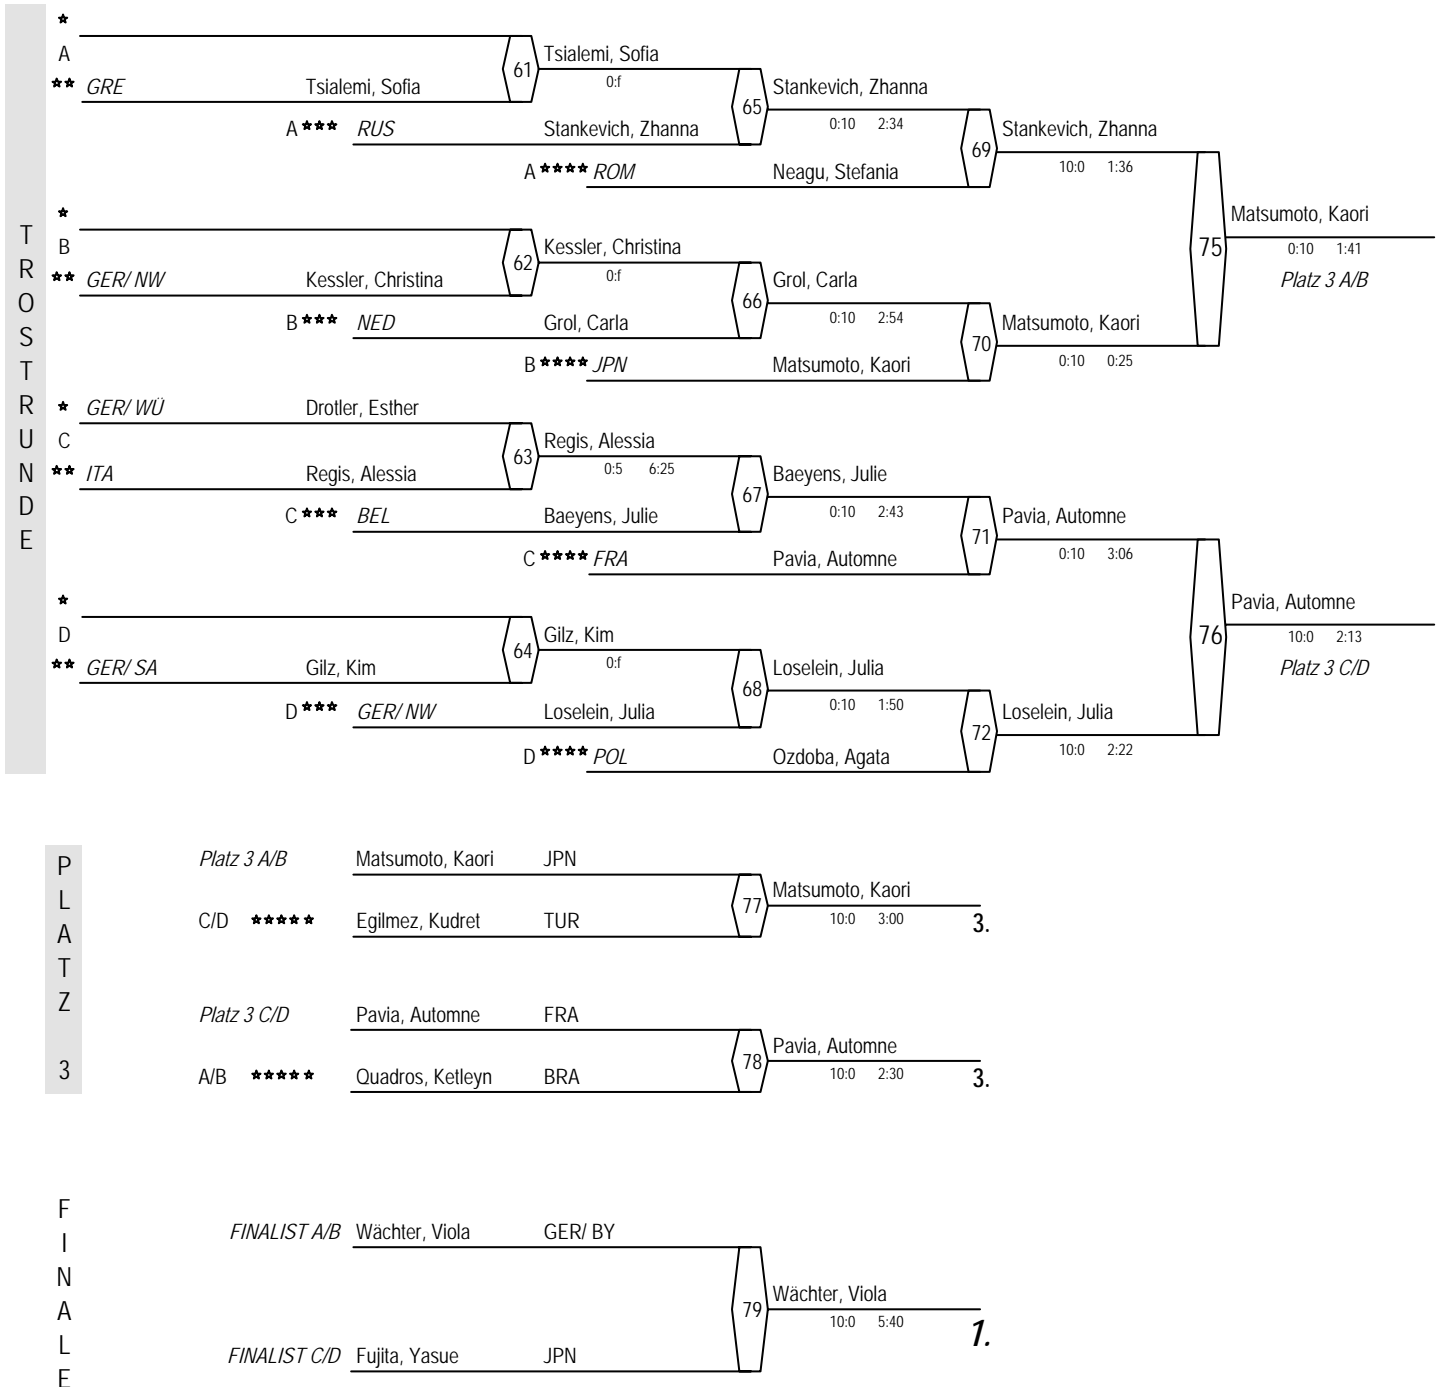 TROSTRUNDE
*
A
Tsialemi, Sofia
61
** GRE Tsialemi, Sofia
0:f
Stankevich, Zhanna
65
A *** RUS Stankevich, Zhanna
0:10 2:34
Stankevich, Zhanna
69
A **** ROM Neagu, Stefania
10:0 1:36
*
Matsumoto, Kaori
B
Kessler, Christina
75
0:10 1:41
62
** GER/ NW Kessler, Christina
0:f
Grol, Carla
Platz 3 A/B
66
B *** NED Grol, Carla
0:10 2:54
Matsumoto, Kaori
70
B **** JPN Matsumoto, Kaori
0:10 0:25
* GER/ WÜ Drotler, Esther
C
Regis, Alessia
63
** ITA Regis, Alessia
0:5 6:25
Baeyens, Julie
67
C *** BEL Baeyens, Julie
0:10 2:43
Pavia, Automne
71
C **** FRA Pavia, Automne
0:10 3:06
*
Pavia, Automne
D
Gilz, Kim
76
10:0 2:13
64
** GER/ SA Gilz, Kim
0:f
Loselein, Julia
Platz 3 C/D
68
D *** GER/ NW Loselein, Julia
0:10 1:50
Loselein, Julia
72
D **** POL Ozdoba, Agata
10:0 2:22
PLATZ 3
Platz 3 A/B Matsumoto, Kaori JPN
77
Matsumoto, Kaori
C/D ***** Egilmez, Kudret TUR
10:0 3:00
3.
Platz 3 C/D Pavia, Automne FRA
78
Pavia, Automne
A/B ***** Quadros, Ketleyn BRA
10:0 2:30
3.
FINALE
FINALIST A/B Wächter, Viola GER/ BY
79
Wächter, Viola
10:0 5:40
1.
FINALIST C/D Fujita, Yasue JPN